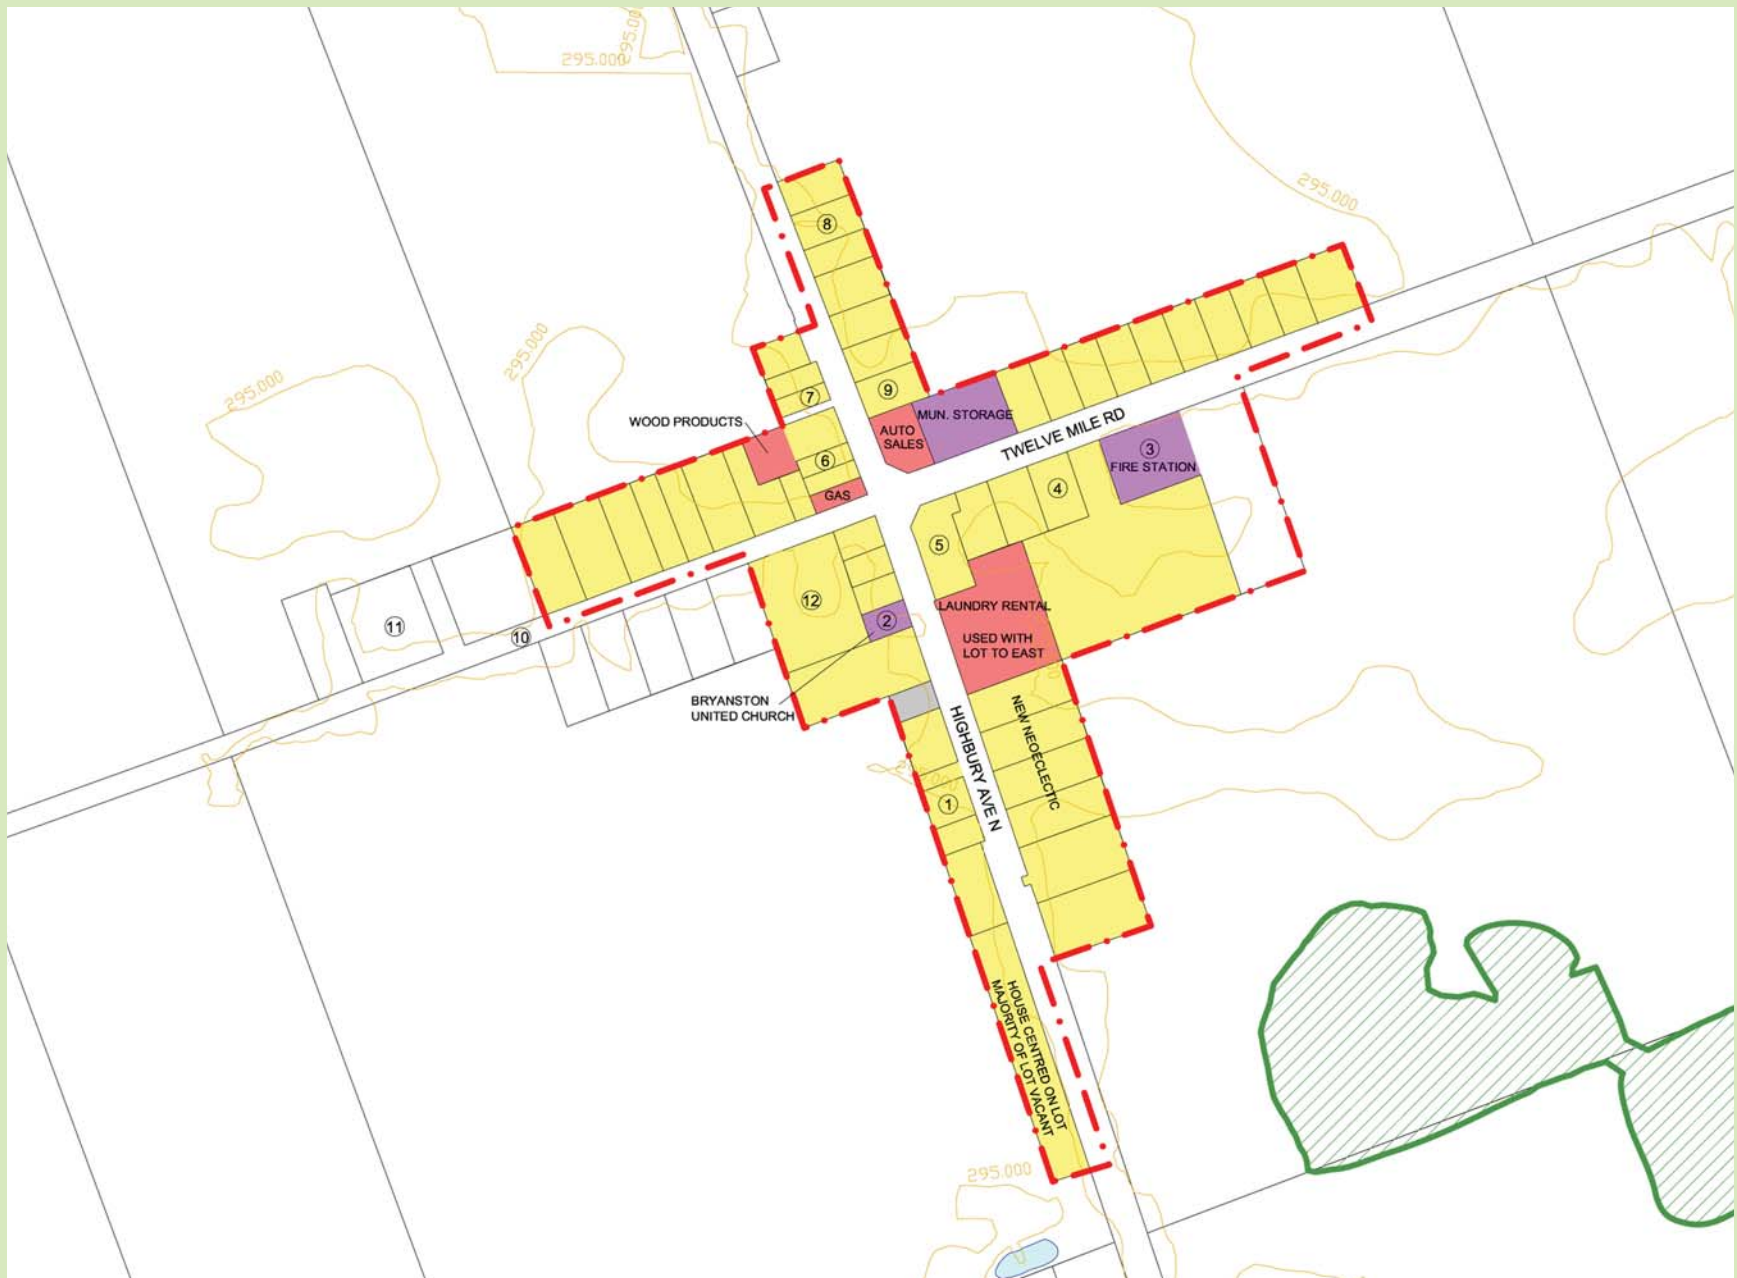 295.000
295.000
295.000
8
295.000
295.000
7
9
WOOD PRODUCTS
AUTO
SALES
MUN. STORAGE
TWELVE MILE RD
6
GAS
3
FIRE STATION
4
5
12
11
10
2
LAUNDRY RENTAL
USED WITH
LOT TO EAST
BRYANSTON
UNITED CHURCH
HIGHBURY AVE N
NEW NEOECLECTIC
295.000
1
HOUSE CENTRED ON LOT
MAJORITY OF LOT VACANT
295.000